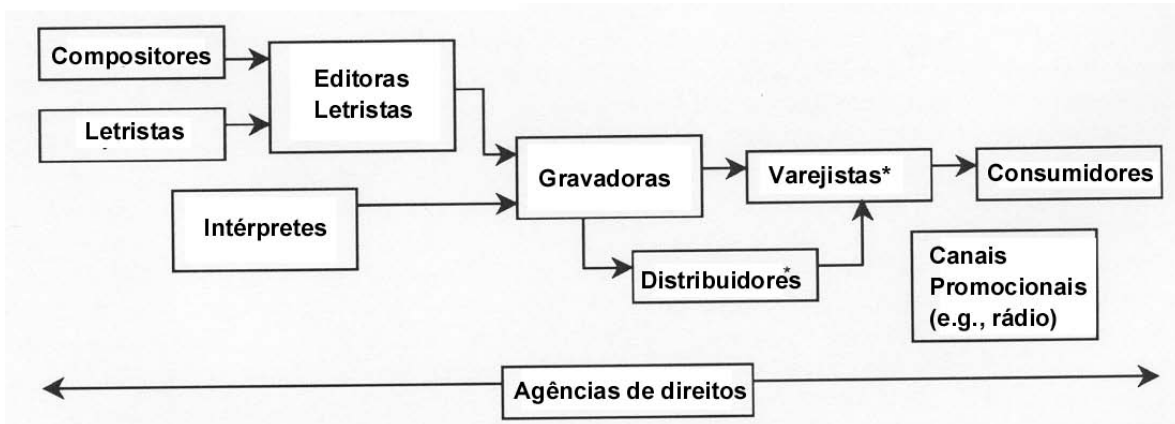 Compositores
Letristas
Editoras
Letristas
Intérpretes
Gravadoras
Varejistas*
Consumidores
Distribuidores*
Canais
Promocionais
(e.g., rádio)
Agências de direitos